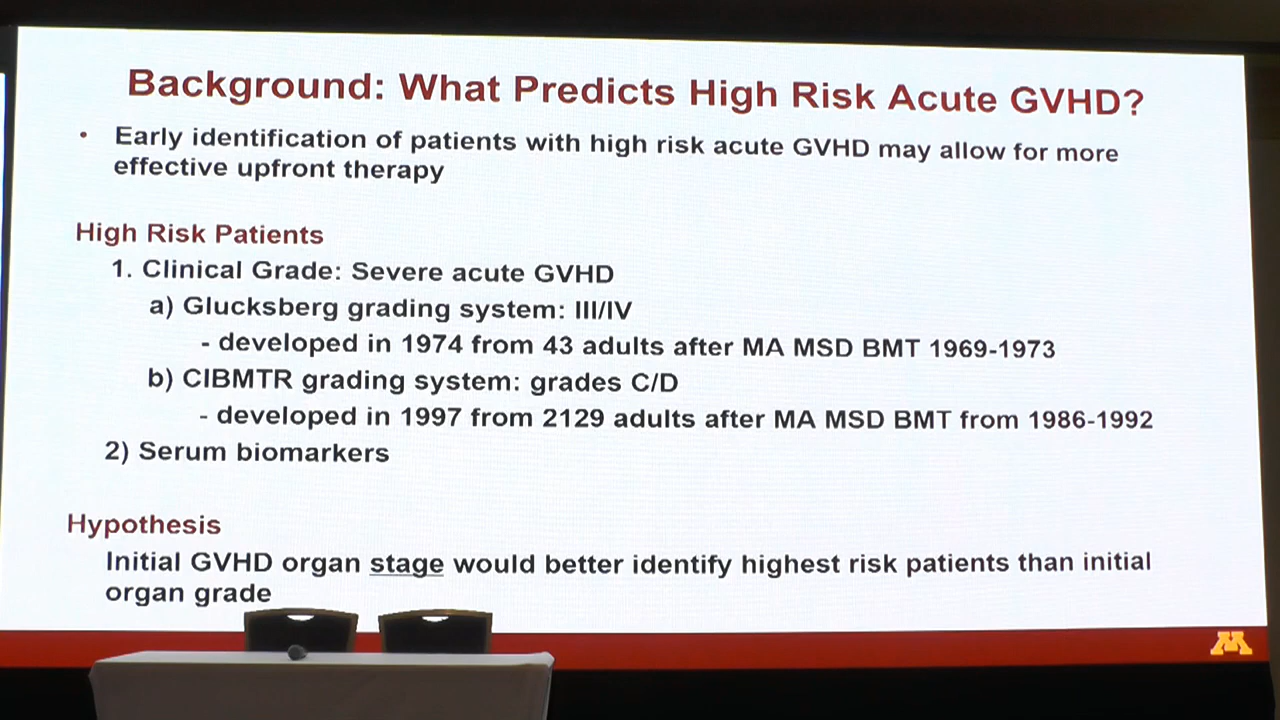 Background: What Predicts High Risk Acute GVHD?
• Early identification of patients with high risk acute GVHD may allow for more
effective upfront therapy
High Risk Patients
1. Clinical Grade: Severe acute GVHD
a) Glucksberg grading system: III/IV
- developed in 1974 from 43 adults after MA MSD BMT 1969-1973
b) CIBMTR grading system: grades C/D
- developed in 1997 from 2129 adults after MA MSD BMT from 1986-1992
2) Serum biomarkers
Hypothesis
Initial GVHD organ stage would better identify highest risk patients than initial
organ grade
M